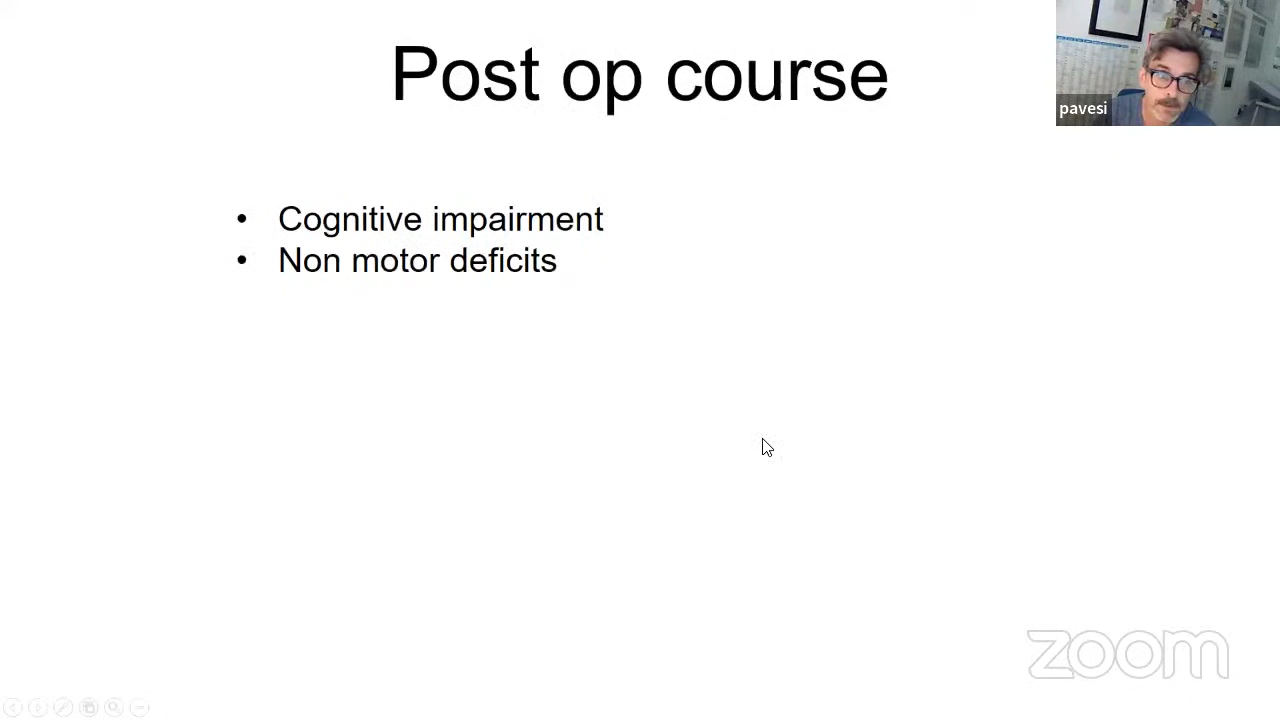 Post op course
pavesi
• Cognitive impairment
• Non motor deficits
zoom